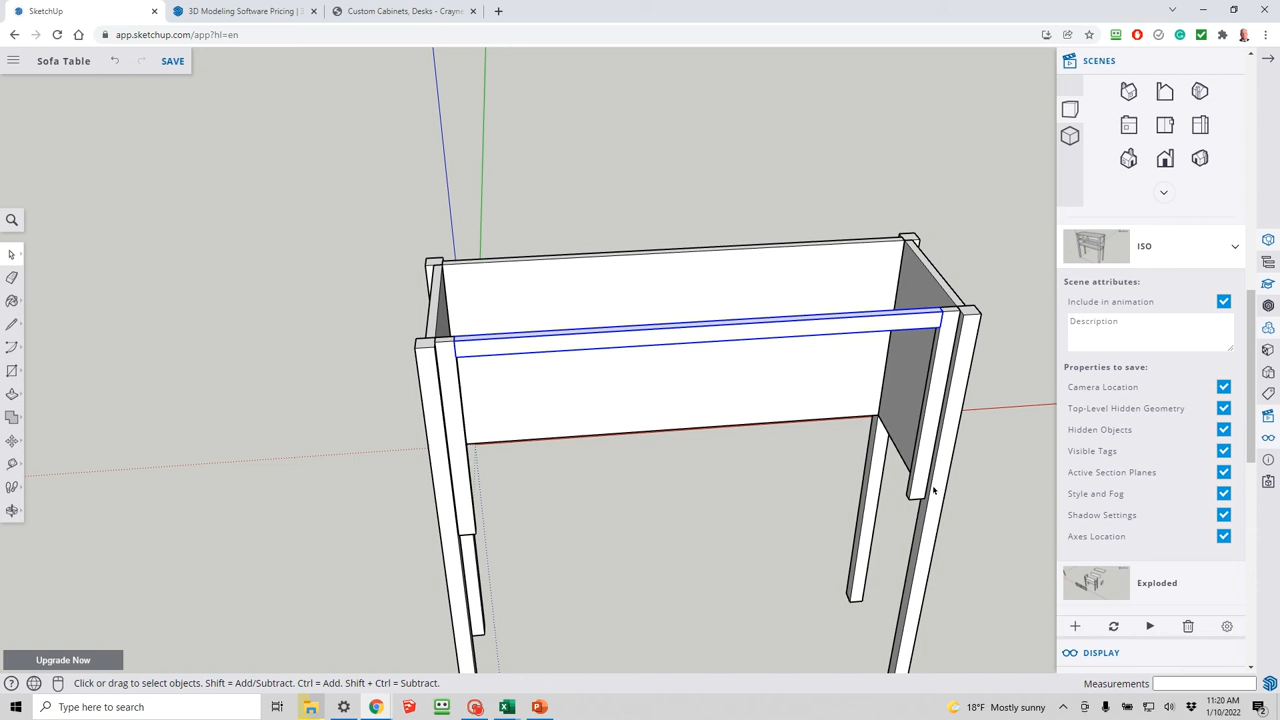 SketchUp
3D Modeling Software Pricing |
Custom Cabinets, Desks - Crayne
app.sketchup.com/app?hl=en
Sofa Table
SAVE
SCENES
ISO
Scene attributes:
Include in animation
Description
Properties to save:
Camera Location
Top-Level Hidden Geometry
Hidden Objects
Visible Tags
Active Section Planes
Style and Fog
Shadow Settings
Axes Location
Exploded
DISPLAY
Upgrade Now
Click or drag to select objects. Shift = Add/Subtract. Ctrl = Add. Shift + Ctrl = Subtract.
Measurements
Type here to search
18°F Mostly sunny
11:20 AM
1/10/2022